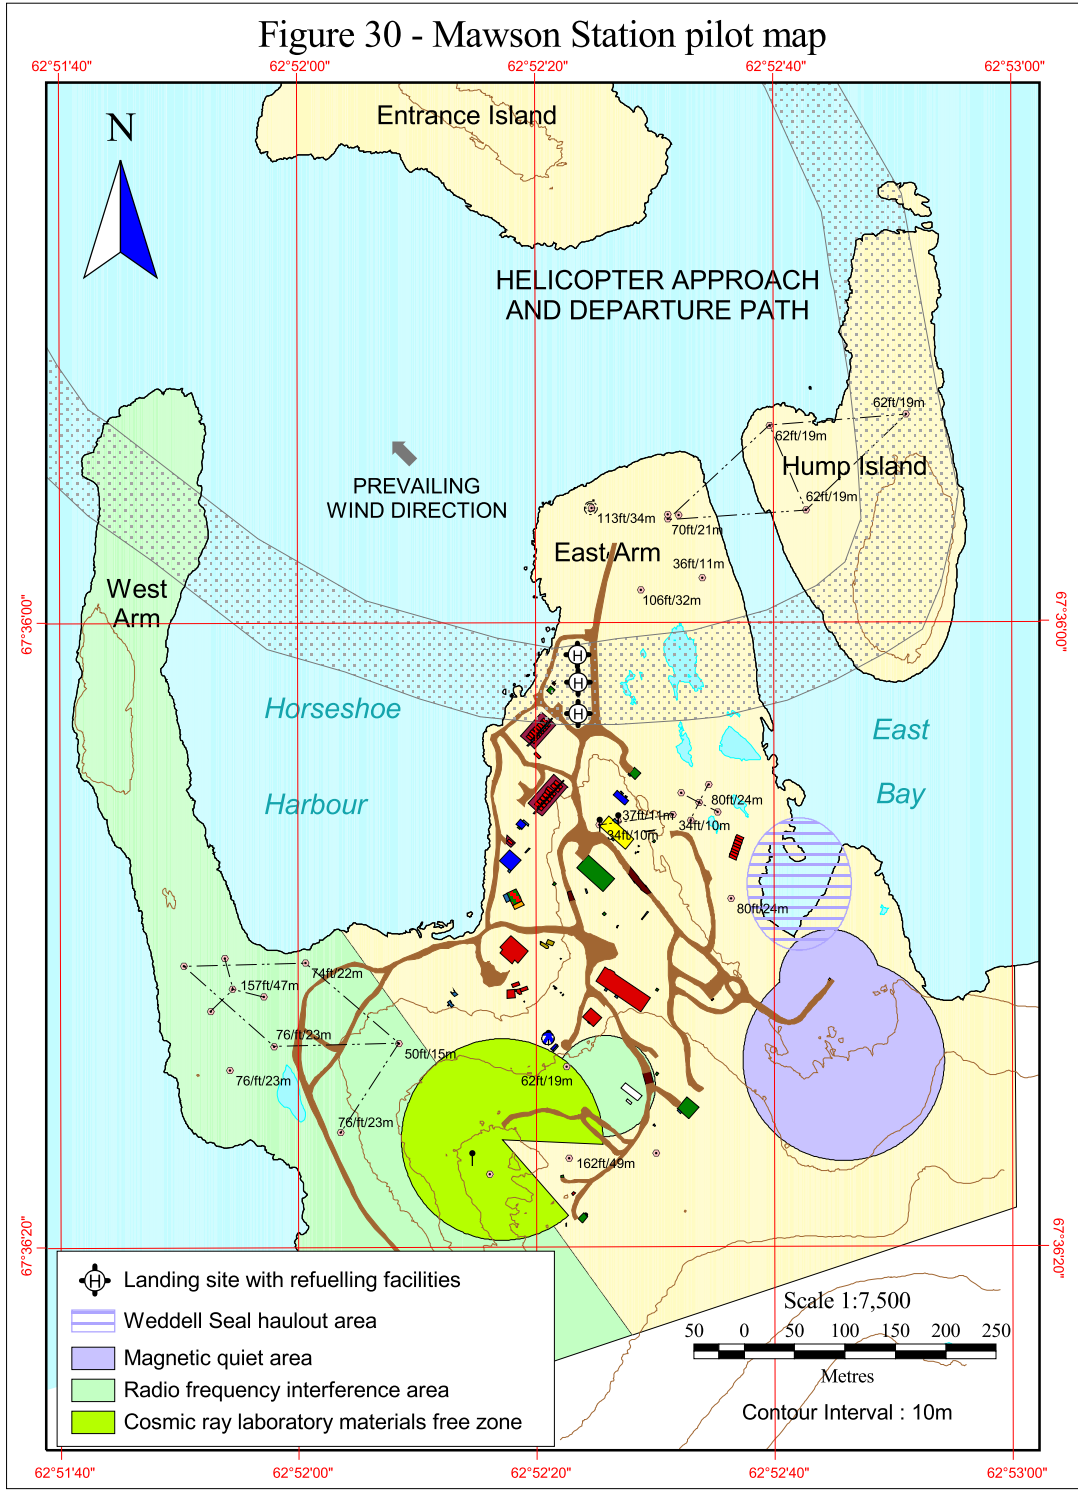 Figure 30 - Mawson Station pilot map
62°51'40" 62°52'00" 62°52'20" 62°52'40" 62°53'00"
Entrance Island
N
HELICOPTER APPROACH
AND DEPARTURE PATH
62ft/19m
62ft/19m
Hump Island
62ft/19m
PREVAILING
WIND DIRECTION
113ft/34m
70ft/21m
East Arm
36ft/11m
106ft/32m
West
Arm
67°36'00"
67°36'00"
H
H
H
Horseshoe
Harbour
East
Bay
80ft/24m
37ft/11m
34ft/10m
34ft/10m
80ft/24m
74ft/22m
157ft/47m
76/ft/23m
50ft/15m
76/ft/23m
62ft/19m
76/ft/23m
162ft/49m
67°36'20"
67°36'20"
H Landing site with refuelling facilities
Weddell Seal haulout area
Magnetic quiet area
Radio frequency interference area
Cosmic ray laboratory materials free zone
Scale 1:7,500
50 0 50 100 150 200 250
Metres
Contour Interval : 10m
62°51'40" 62°52'00" 62°52'20" 62°52'40" 62°53'00"